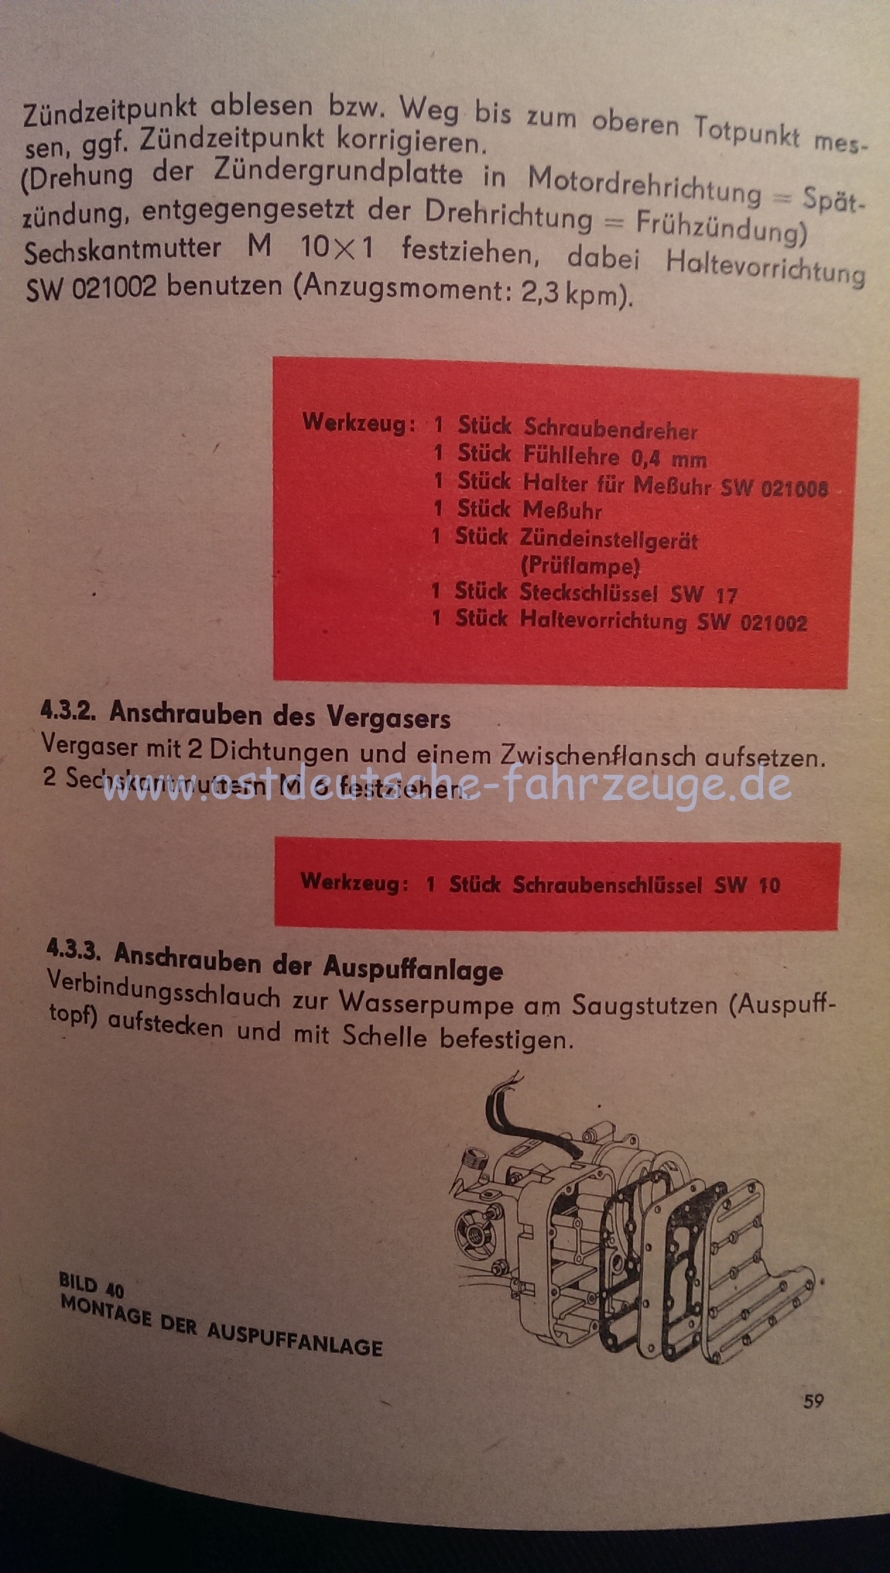 Zündzeitpunkt ablesen bzw. Weg bis zum oberen Totpunkt mes-
sen, ggf. Zündzeitpunkt korrigieren.
(Drehung der Zündergrundplatte in Motordrehrichtung = Spät-
zündung, entgegengesetzt der Drehrichtung = Frühzündung)
Sechskantmutter M 10×1 festziehen, dabei Haltevorrichtung
SW 021002 benutzen (Anzugsmoment: 2,3 kpm).
Werkzeug: 1 Stück Schraubendreher
1 Stück Fühllehre 0,4 mm
1 Stück Halter für Meßuhr SW 021008
1 Stück Meßuhr
1 Stück Zündeinstellgerät
(Prüflampe)
1 Stück Steckschlüssel SW 17
1 Stück Haltevorrichtung SW 021002
4.3.2. Anschrauben des Vergasers
Vergaser mit 2 Dichtungen und einem Zwischenflansch aufsetzen.
2 Sechskantmuttern M 6 festziehen.
www.ostdeutsche-fahrzeuge.de
Werkzeug: 1 Stück Schraubenschlüssel SW 10
4.3.3. Anschrauben der Auspuffanlage
Verbindungsschlauch zur Wasserpumpe am Saugstutzen (Auspuff-
topf) aufstecken und mit Schelle befestigen.
BILD 40
MONTAGE DER AUSPUFFANLAGE
59